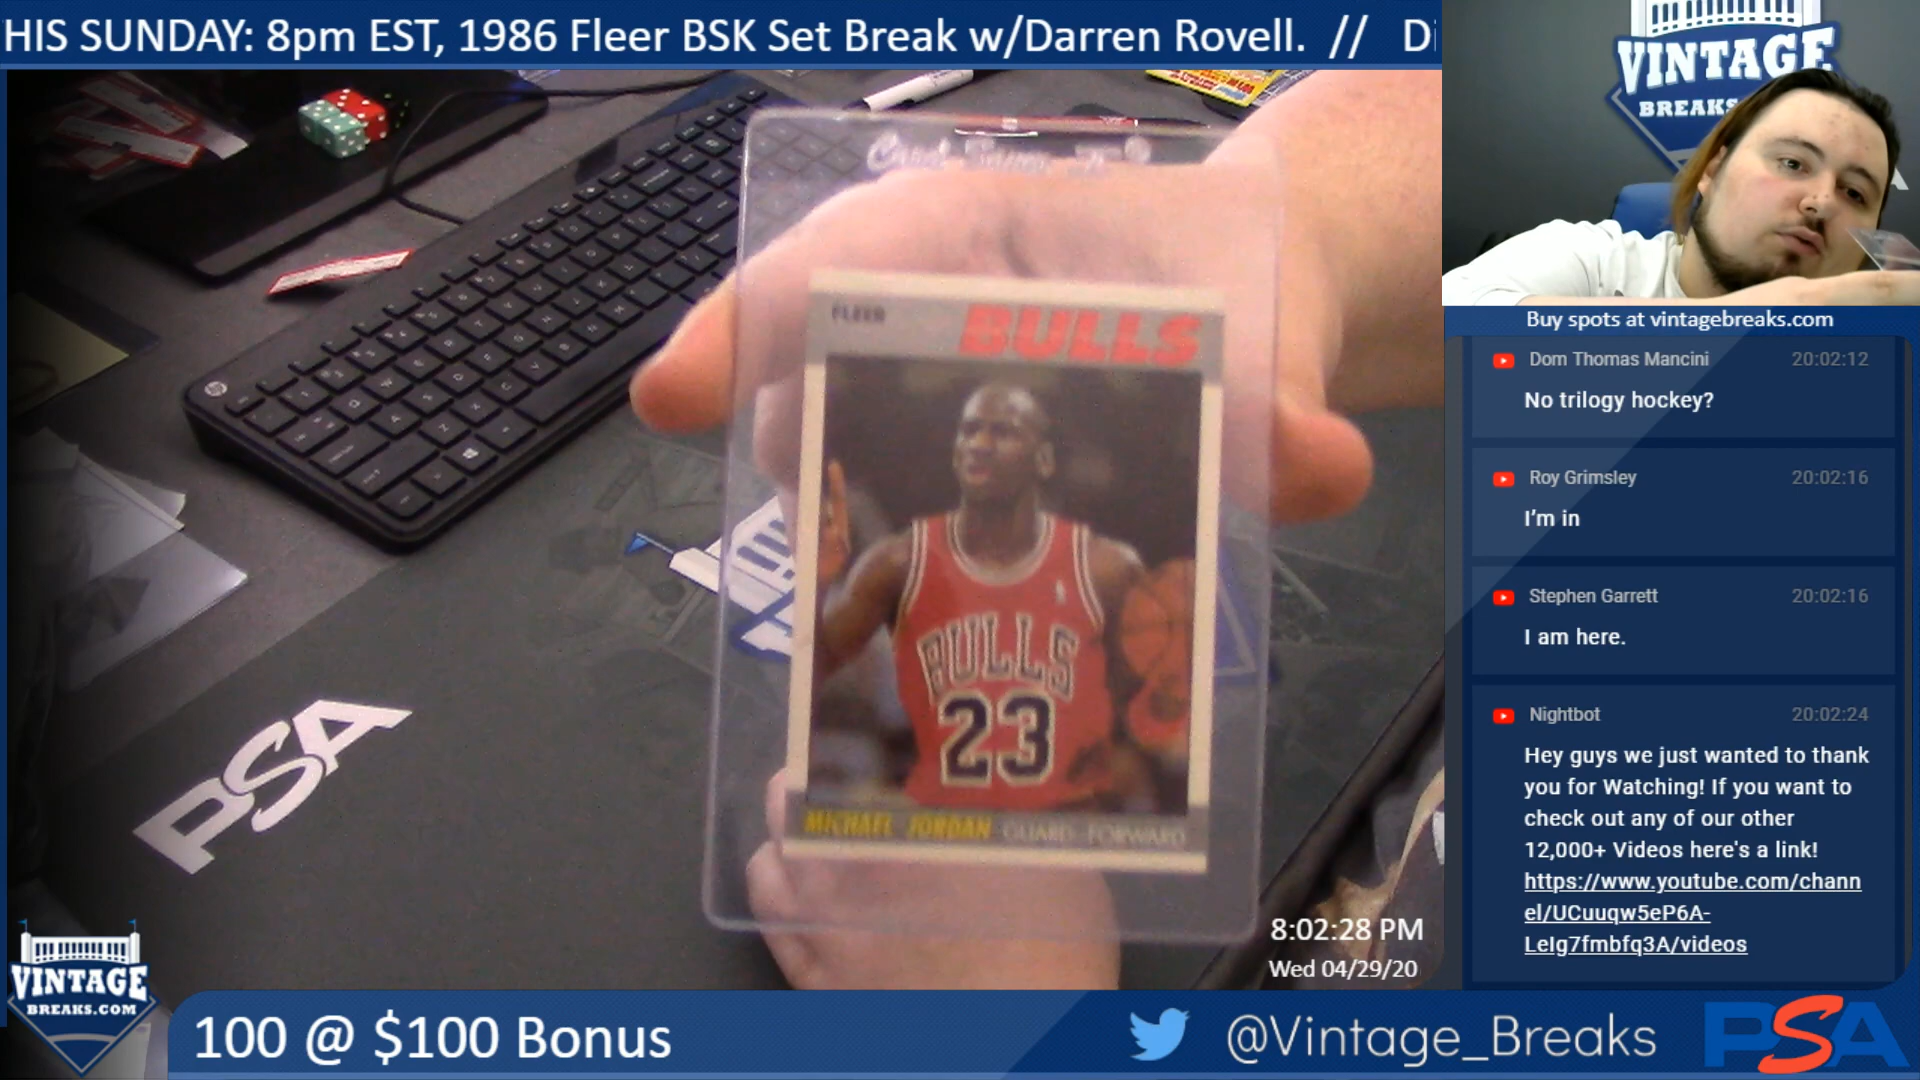 HIS SUNDAY: 8pm EST, 1986 Fleer BSK Set Break w/Darren Rovell. // Di
VINTAGE
BREAKS
Buy spots at vintagebreaks.com
Dom Thomas Mancini 20:02:12
No trilogy hockey?
Roy Grimsley 20:02:16
I'm in
Stephen Garrett 20:02:16
I am here.
Nightbot 20:02:24
Hey guys we just wanted to thank
you for Watching! If you want to
check out any of our other
12,000+ Videos here's a link!
https://www.youtube.com/chann
el/UCuuqw5eP6A-
LeIg7fmbfq3A/videos
FLEER BULLS
BULLS
23
MICHAEL JORDAN GUARD-FORWARD
PSA
8:02:28 PM
Wed 04/29/20
VINTAGE
BREAKS.COM
100 @ $100 Bonus
@Vintage_Breaks
PSA